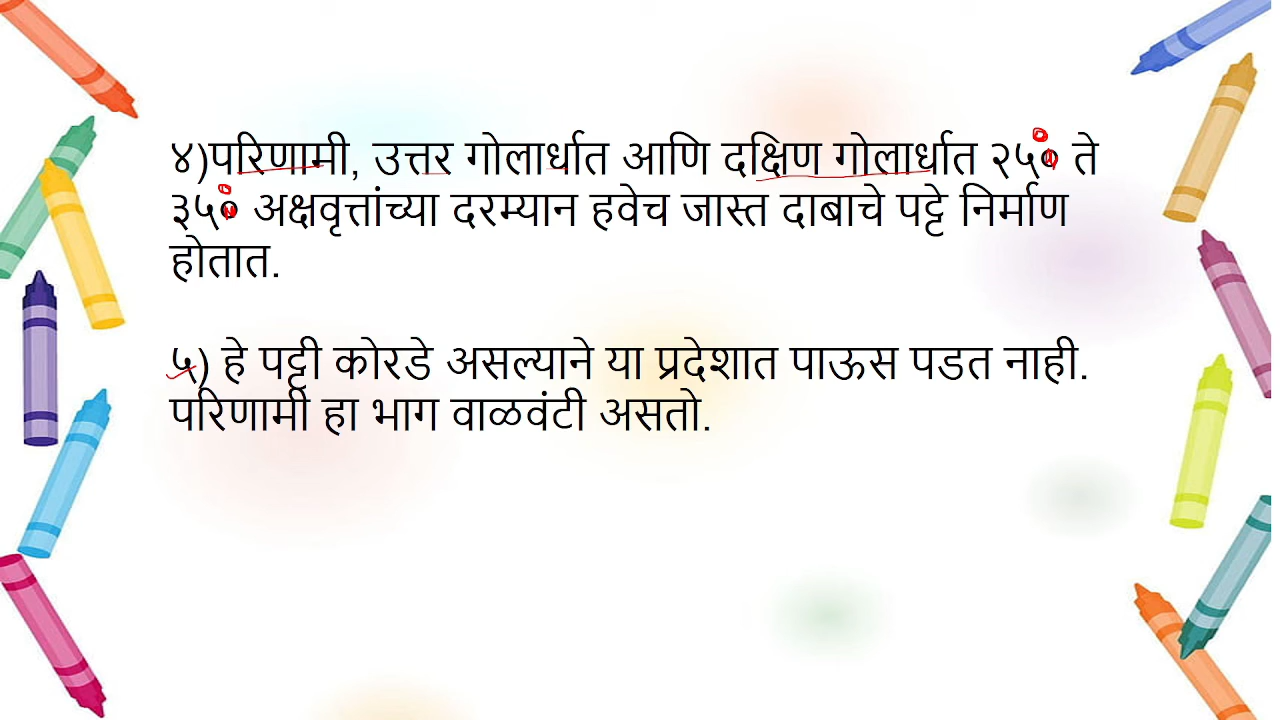 ४)परिणामी, उत्तर गोलार्धात आणि दक्षिण गोलार्धात २५० ते
३५० अक्षवृत्तांच्या दरम्यान हवेच जास्त दाबाचे पट्टे निर्माण
होतात.
५) हे पट्टी कोरडे असल्याने या प्रदेशात पाऊस पडत नाही.
परिणामी हा भाग वाळवंटी असतो.